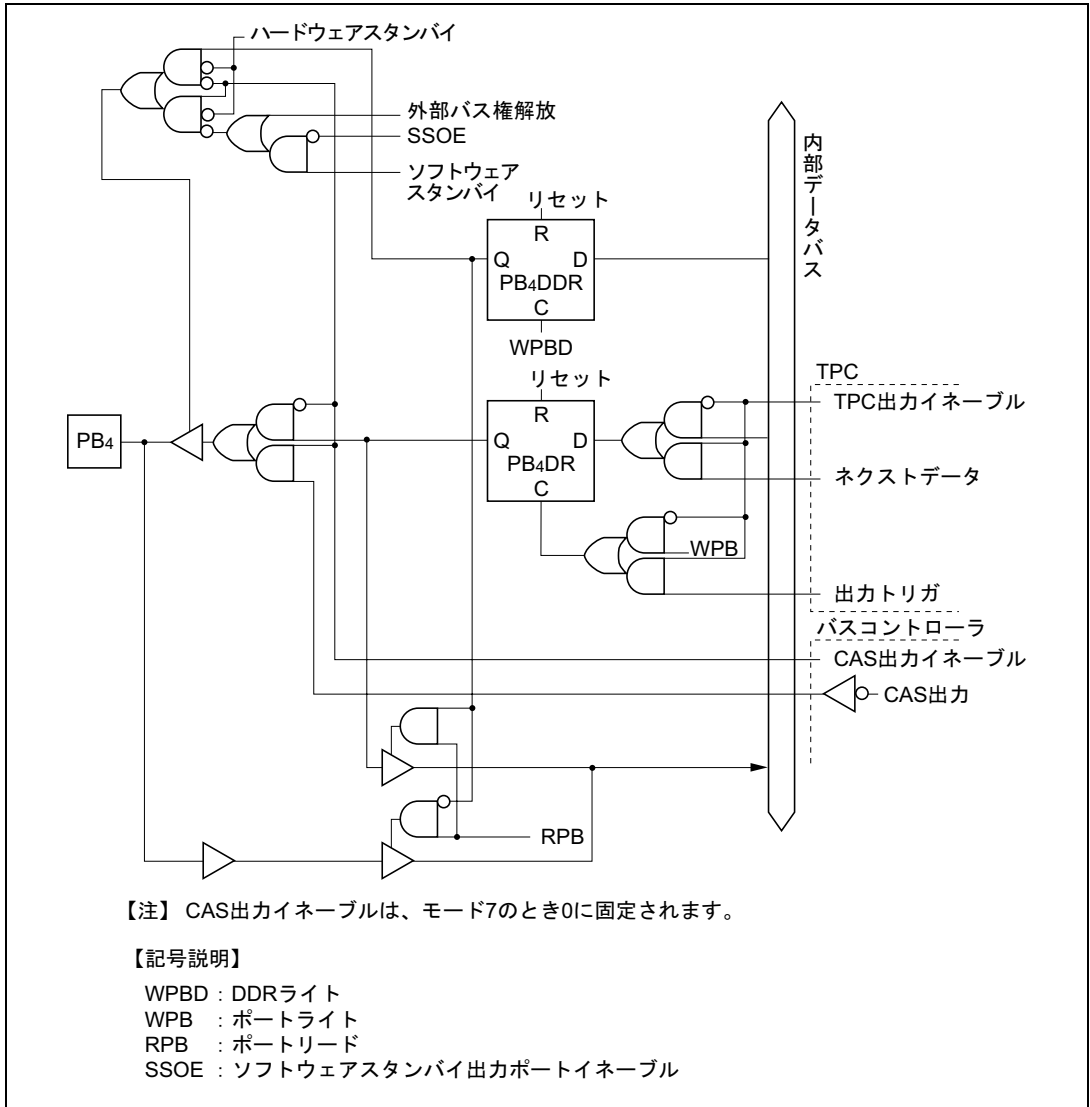 ハードウェアスタンバイ
外部バス権解放
SSOE
ソフトウェア
スタンバイ
内部データバス
リセット
R
Q D
PB4DDR
C
WPBD
リセット
R
Q D
PB4DR
C
TPC
TPC出力イネーブル
PB4
ネクストデータ
WPB
出力トリガ
バスコントローラ
CAS出力イネーブル
CAS出力
RPB
【注】 CAS出力イネーブルは、モード7のとき0に固定されます。
【記号説明】
WPBD : DDRライト
WPB : ポートライト
RPB : ポートリード
SSOE : ソフトウェアスタンバイ出力ポートイネーブル